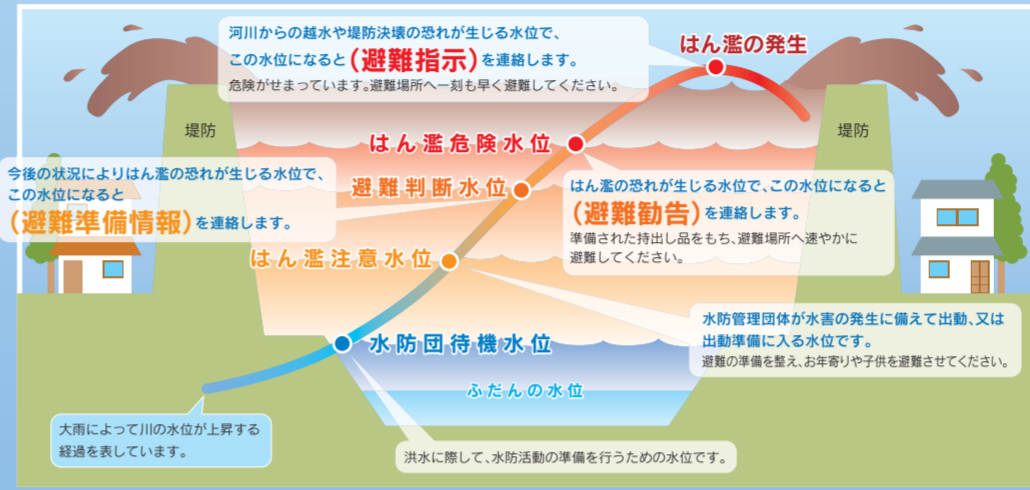 河川からの越水や堤防決壊の恐れが生じる水位で、
この水位になると(避難指示)を連絡します。
危険がせまっています。避難場所へ一刻も早く避難してください。
はん濫の発生
堤防
堤防
はん濫危険水位
今後の状況によりはん濫の恐れが生じる水位で、
この水位になると
(避難準備情報)を連絡します。
避難判断水位
はん濫の恐れが生じる水位で、この水位になると
(避難勧告)を連絡します。
準備された持出し品をもち、避難場所へ速やかに
避難してください。
はん濫注意水位
水防管理団体が水害の発生に備えて出動、又は
出動準備に入る水位です。
避難の準備を整え、お年寄りや子供を避難させてください。
水防団待機水位
ふだんの水位
大雨によって川の水位が上昇する
経過を表しています。
洪水に際して、水防活動の準備を行うための水位です。